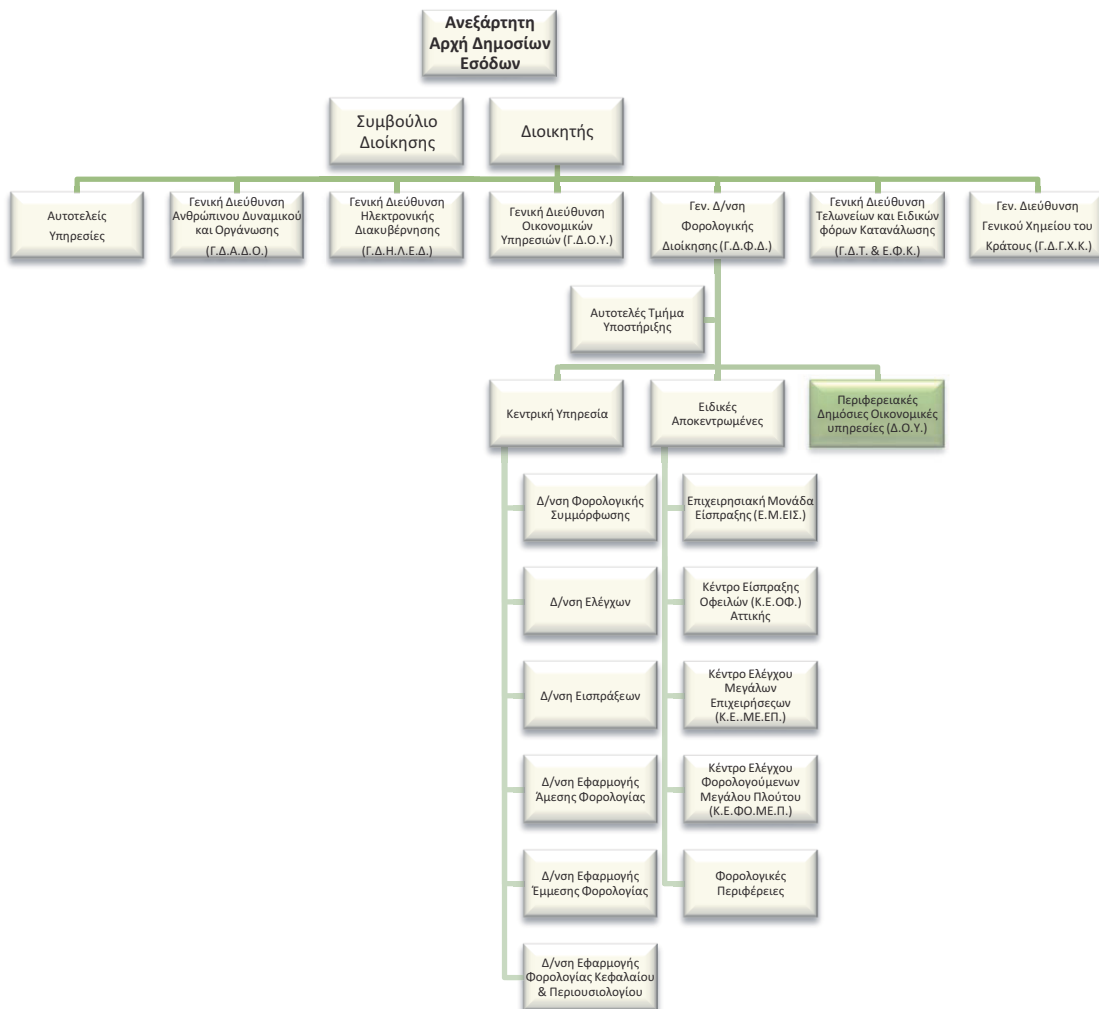 Ανεξάρτητη
Αρχή Δημοσίων
Εσόδων
Συμβούλιο
Διοίκησης
Διοικητής
Αυτοτελείς
Υπηρεσίες
Γενική Διεύθυνση
Ανθρώπινου Δυναμικού
και Οργάνωσης
(Γ.Δ.Α.Δ.Ο.)
Γενική Διεύθυνση
Ηλεκτρονικής
Διακυβέρνησης
(Γ.Δ.Η.Λ.Ε.Δ.)
Γενική Διεύθυνση
Οικονομικών
Υπηρεσιών (Γ.Δ.Ο.Υ.)
Γεν. Δ/νση
Φορολογικής
Διοίκησης (Γ.Δ.Φ.Δ.)
Γενική Διεύθυνση
Τελωνείων και Ειδικών
φόρων Κατανάλωσης
(Γ.Δ.Τ. & Ε.Φ.Κ.)
Γεν. Διεύθυνση
Γενικού Χημείου του
Κράτους (Γ.Δ.Γ.Χ.Κ.)
Αυτοτελές Τμήμα
Υποστήριξης
Κεντρική Υπηρεσία
Ειδικές
Αποκεντρωμένες
Περιφερειακές
Δημόσιες Οικονομικές
υπηρεσίες (Δ.Ο.Υ.)
Δ/νση Φορολογικής
Συμμόρφωσης
Δ/νση Ελέγχων
Δ/νση Εισπράξεων
Δ/νση Εφαρμογής
Άμεσης Φορολογίας
Δ/νση Εφαρμογής
Έμμεσης Φορολογίας
Δ/νση Εφαρμογής
Φορολογίας Κεφαλαίου
& Περιουσιολογίου
Επιχειρησιακή Μονάδα
Είσπραξης (Ε.Μ.ΕΙΣ.)
Κέντρο Είσπραξης
Οφειλών (Κ.Ε.ΟΦ.)
Αττικής
Κέντρο Ελέγχου
Μεγάλων
Επιχειρήσεςων
(Κ.Ε..ΜΕ.ΕΠ.)
Κέντρο Ελέγχου
Φορολογούμενων
Μεγάλου Πλούτου
(Κ.Ε.ΦΟ.ΜΕ.Π.)
Φορολογικές
Περιφέρειες